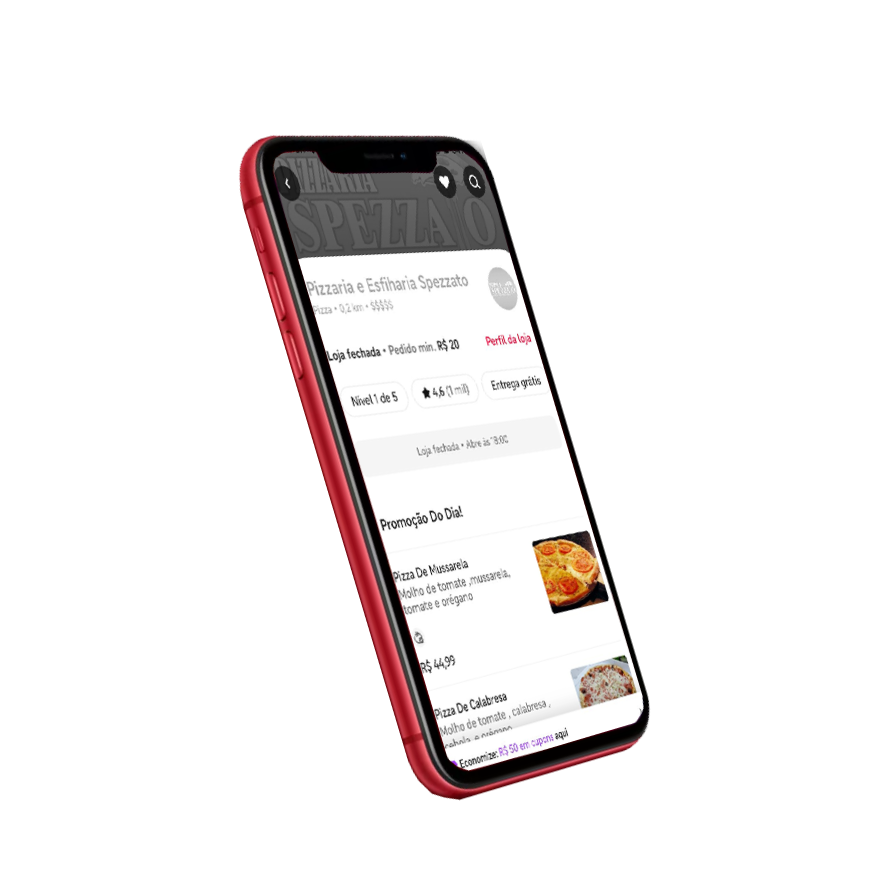 PIZZARIA
SPEZZATO
Pizzaria e Esfiharia Spezzato
Pizza • 0,2 km • $$$$$
Loja fechada • Pedido min. R$ 20
Perfil da loja
Nível 1 de 5
4,6 (1 mil)
Entrega grátis
Loja fechada • Abre às 18:00
Promoção Do Dia!
Pizza De Mussarela
Molho de tomate ,mussarela,
tomate e orégano
R$ 44,99
Pizza De Calabresa
Molho de tomate , calabresa ,
cebola e orégano
Economize: R$ 50 em cupons aqui